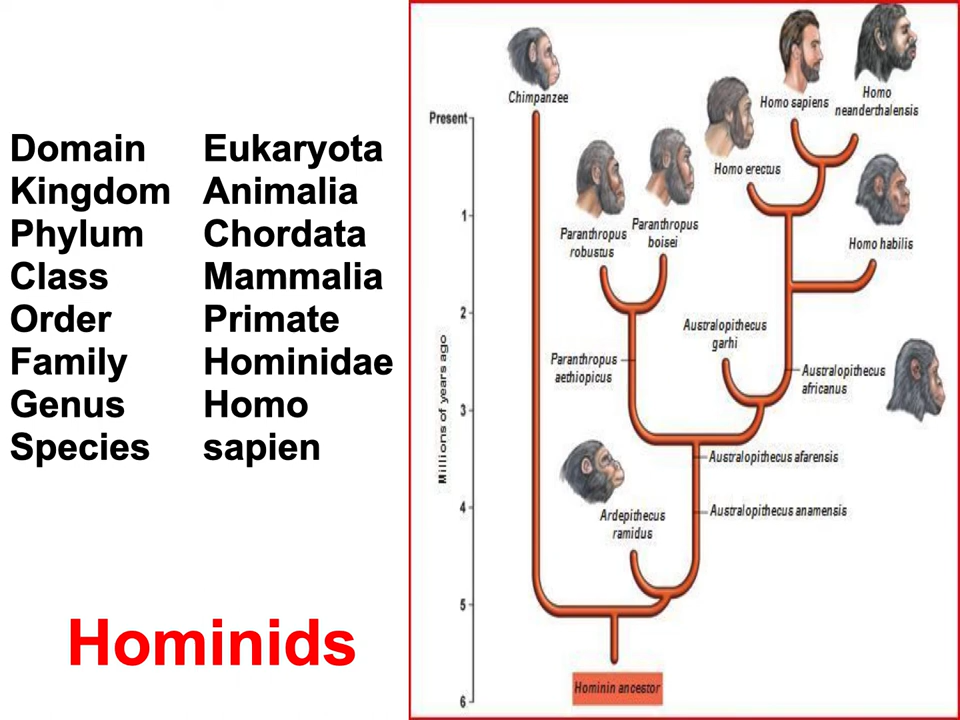 Domain Eukaryota
Kingdom Animalia
Phylum Chordata
Class Mammalia
Order Primate
Family Hominidae
Genus Homo
Species sapien
Hominids
Chimpanzee
Homo sapiens
Homo
neanderthalensis
Present
Homo erectus
1
Paranthropus
robustus
Paranthropus
boisei
Homo habilis
2
Australopithecus
garhi
Paranthropus
aethiopicus
Australopithecus
africanus
Millions of years ago
3
Australopithecus afarensis
4
Ardepithecus
ramidus
Australopithecus anamensis
5
Hominin ancestor
6